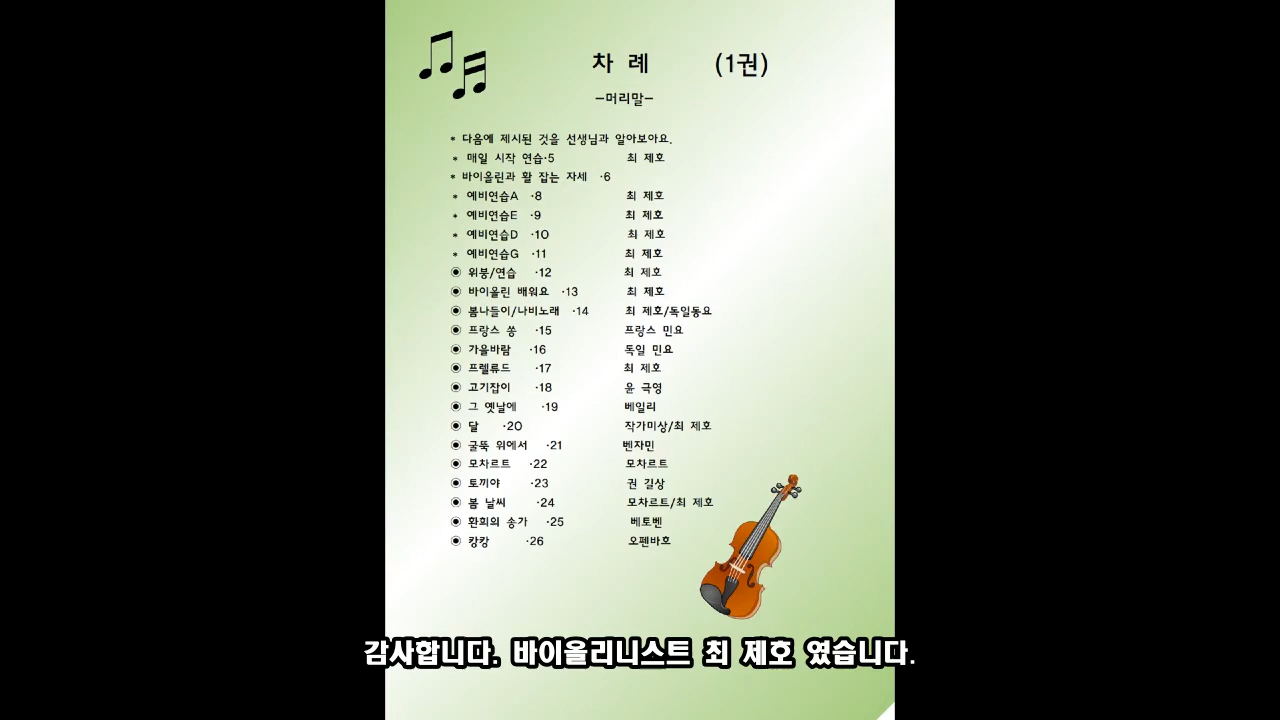 차 례 (1권)
-머리말-
* 다음에 제시된 것을 선생님과 알아보아요.
* 매일 시작 연습·5 최 제호
* 바이올린과 활 잡는 자세 ·6
* 예비연습A ·8 최 제호
* 예비연습E ·9 최 제호
* 예비연습D ·10 최 제호
* 예비연습G ·11 최 제호
◉ 위봉/연습 ·12 최 제호
◉ 바이올린 배워요 ·13 최 제호
◉ 봄나들이/나비노래 ·14 최 제호/독일동요
◉ 프랑스 쏭 ·15 프랑스 민요
◉ 가을바람 ·16 독일 민요
◉ 프렐류드 ·17 최 제호
◉ 고기잡이 ·18 윤 극영
◉ 그 옛날에 ·19 베일리
◉ 달 ·20 작가미상/최 제호
◉ 굴뚝 위에서 ·21 벤자민
◉ 모차르트 ·22 모차르트
◉ 토끼야 ·23 권 길상
◉ 봄 날씨 ·24 모차르트/최 제호
◉ 환희의 송가 ·25 베토벤
◉ 캉캉 ·26 오펜바흐
감사합니다. 바이올리니스트 최 제호 였습니다.